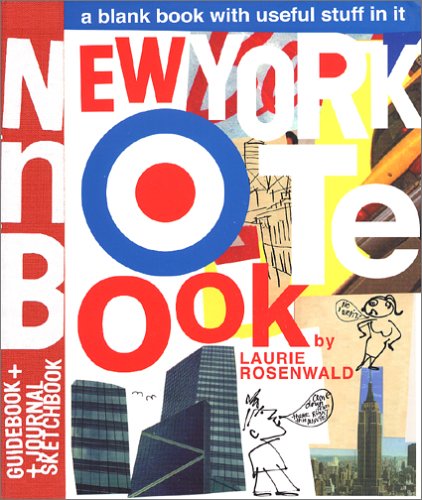 a blank book with useful stuff in it
NEW YORK
NOTe
BOOk
by
LAURIE
ROSENWALD
N
n
B
GUIDEBOOK +
+ JOURNAL
SKETCHBOOK